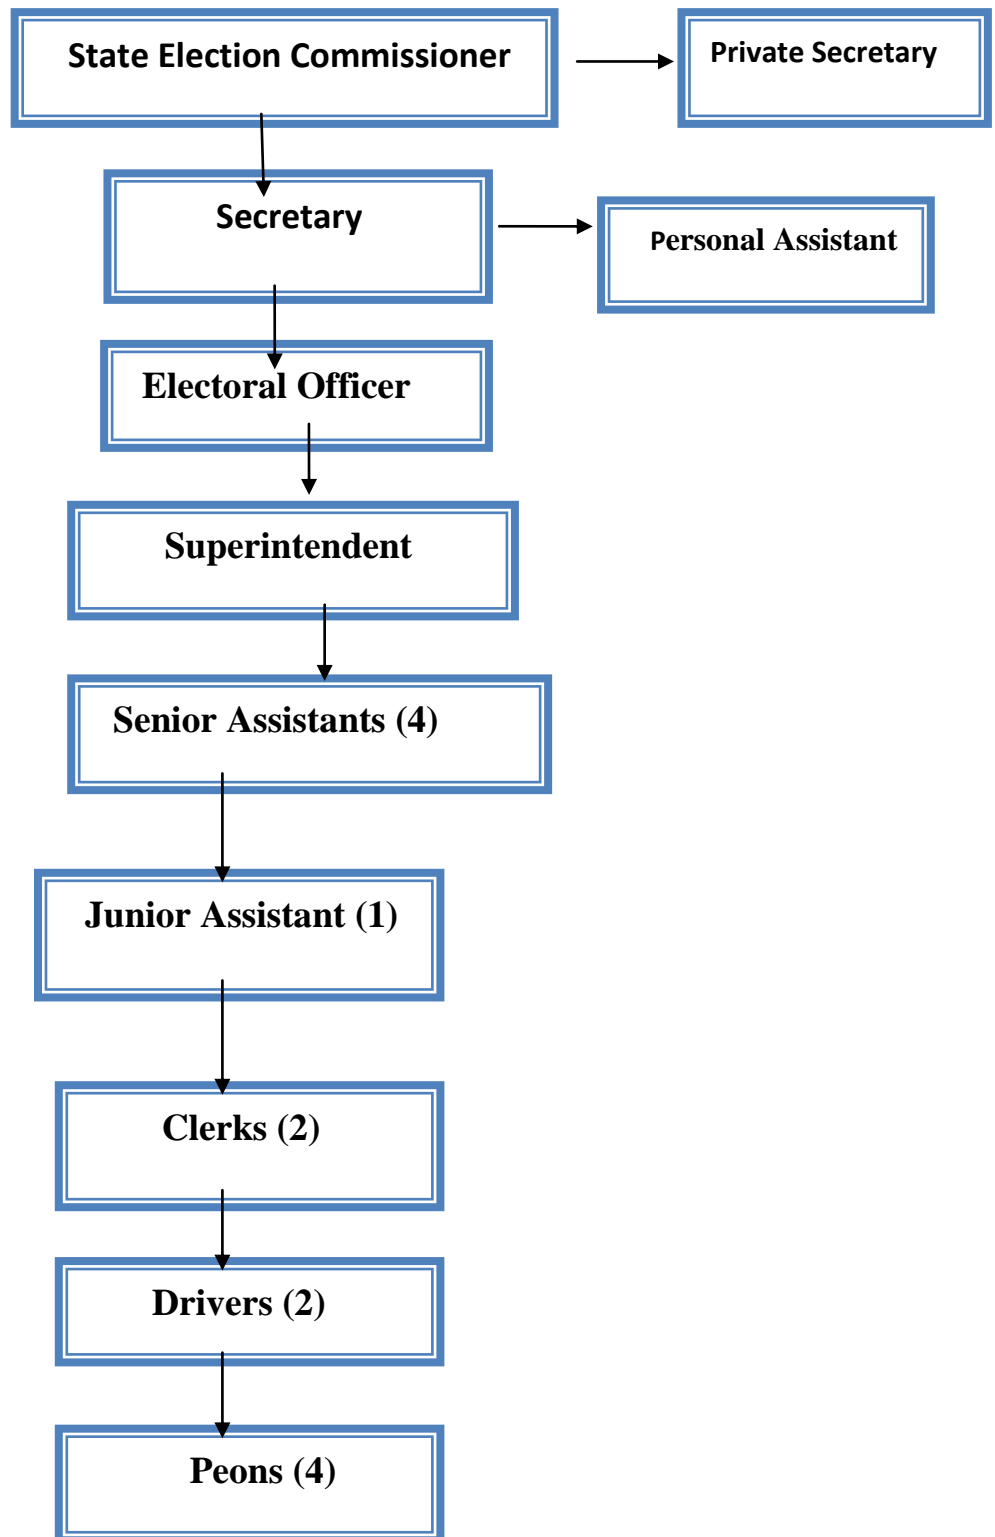 State Election Commissioner
Private Secretary
Secretary
Personal Assistant
Electoral Officer
Superintendent
Senior Assistants (4)
Junior Assistant (1)
Clerks (2)
Drivers (2)
Peons (4)